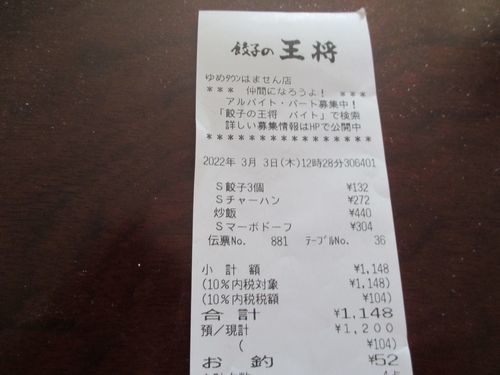 餃子の王将
ゆめタウンはません店
*** 仲間になろうよ! ***
アルバイト・パート募集中!
「餃子の王将 バイト」で検索
詳しい募集情報はHPで公開中
****************
2022年 3月 3日(木)12時28分306401
S餃子3個 ¥132
Sチャーハン ¥272
炒飯 ¥440
Sマーボドーフ ¥304
伝票No. 881 テーブルNo. 36
小計額 ¥1,148
(10%内税対象 ¥1,148)
(10%内税税額 ¥104)
合計 ¥1,148
預/現計 ¥1,200
( ¥104)
お釣 ¥52